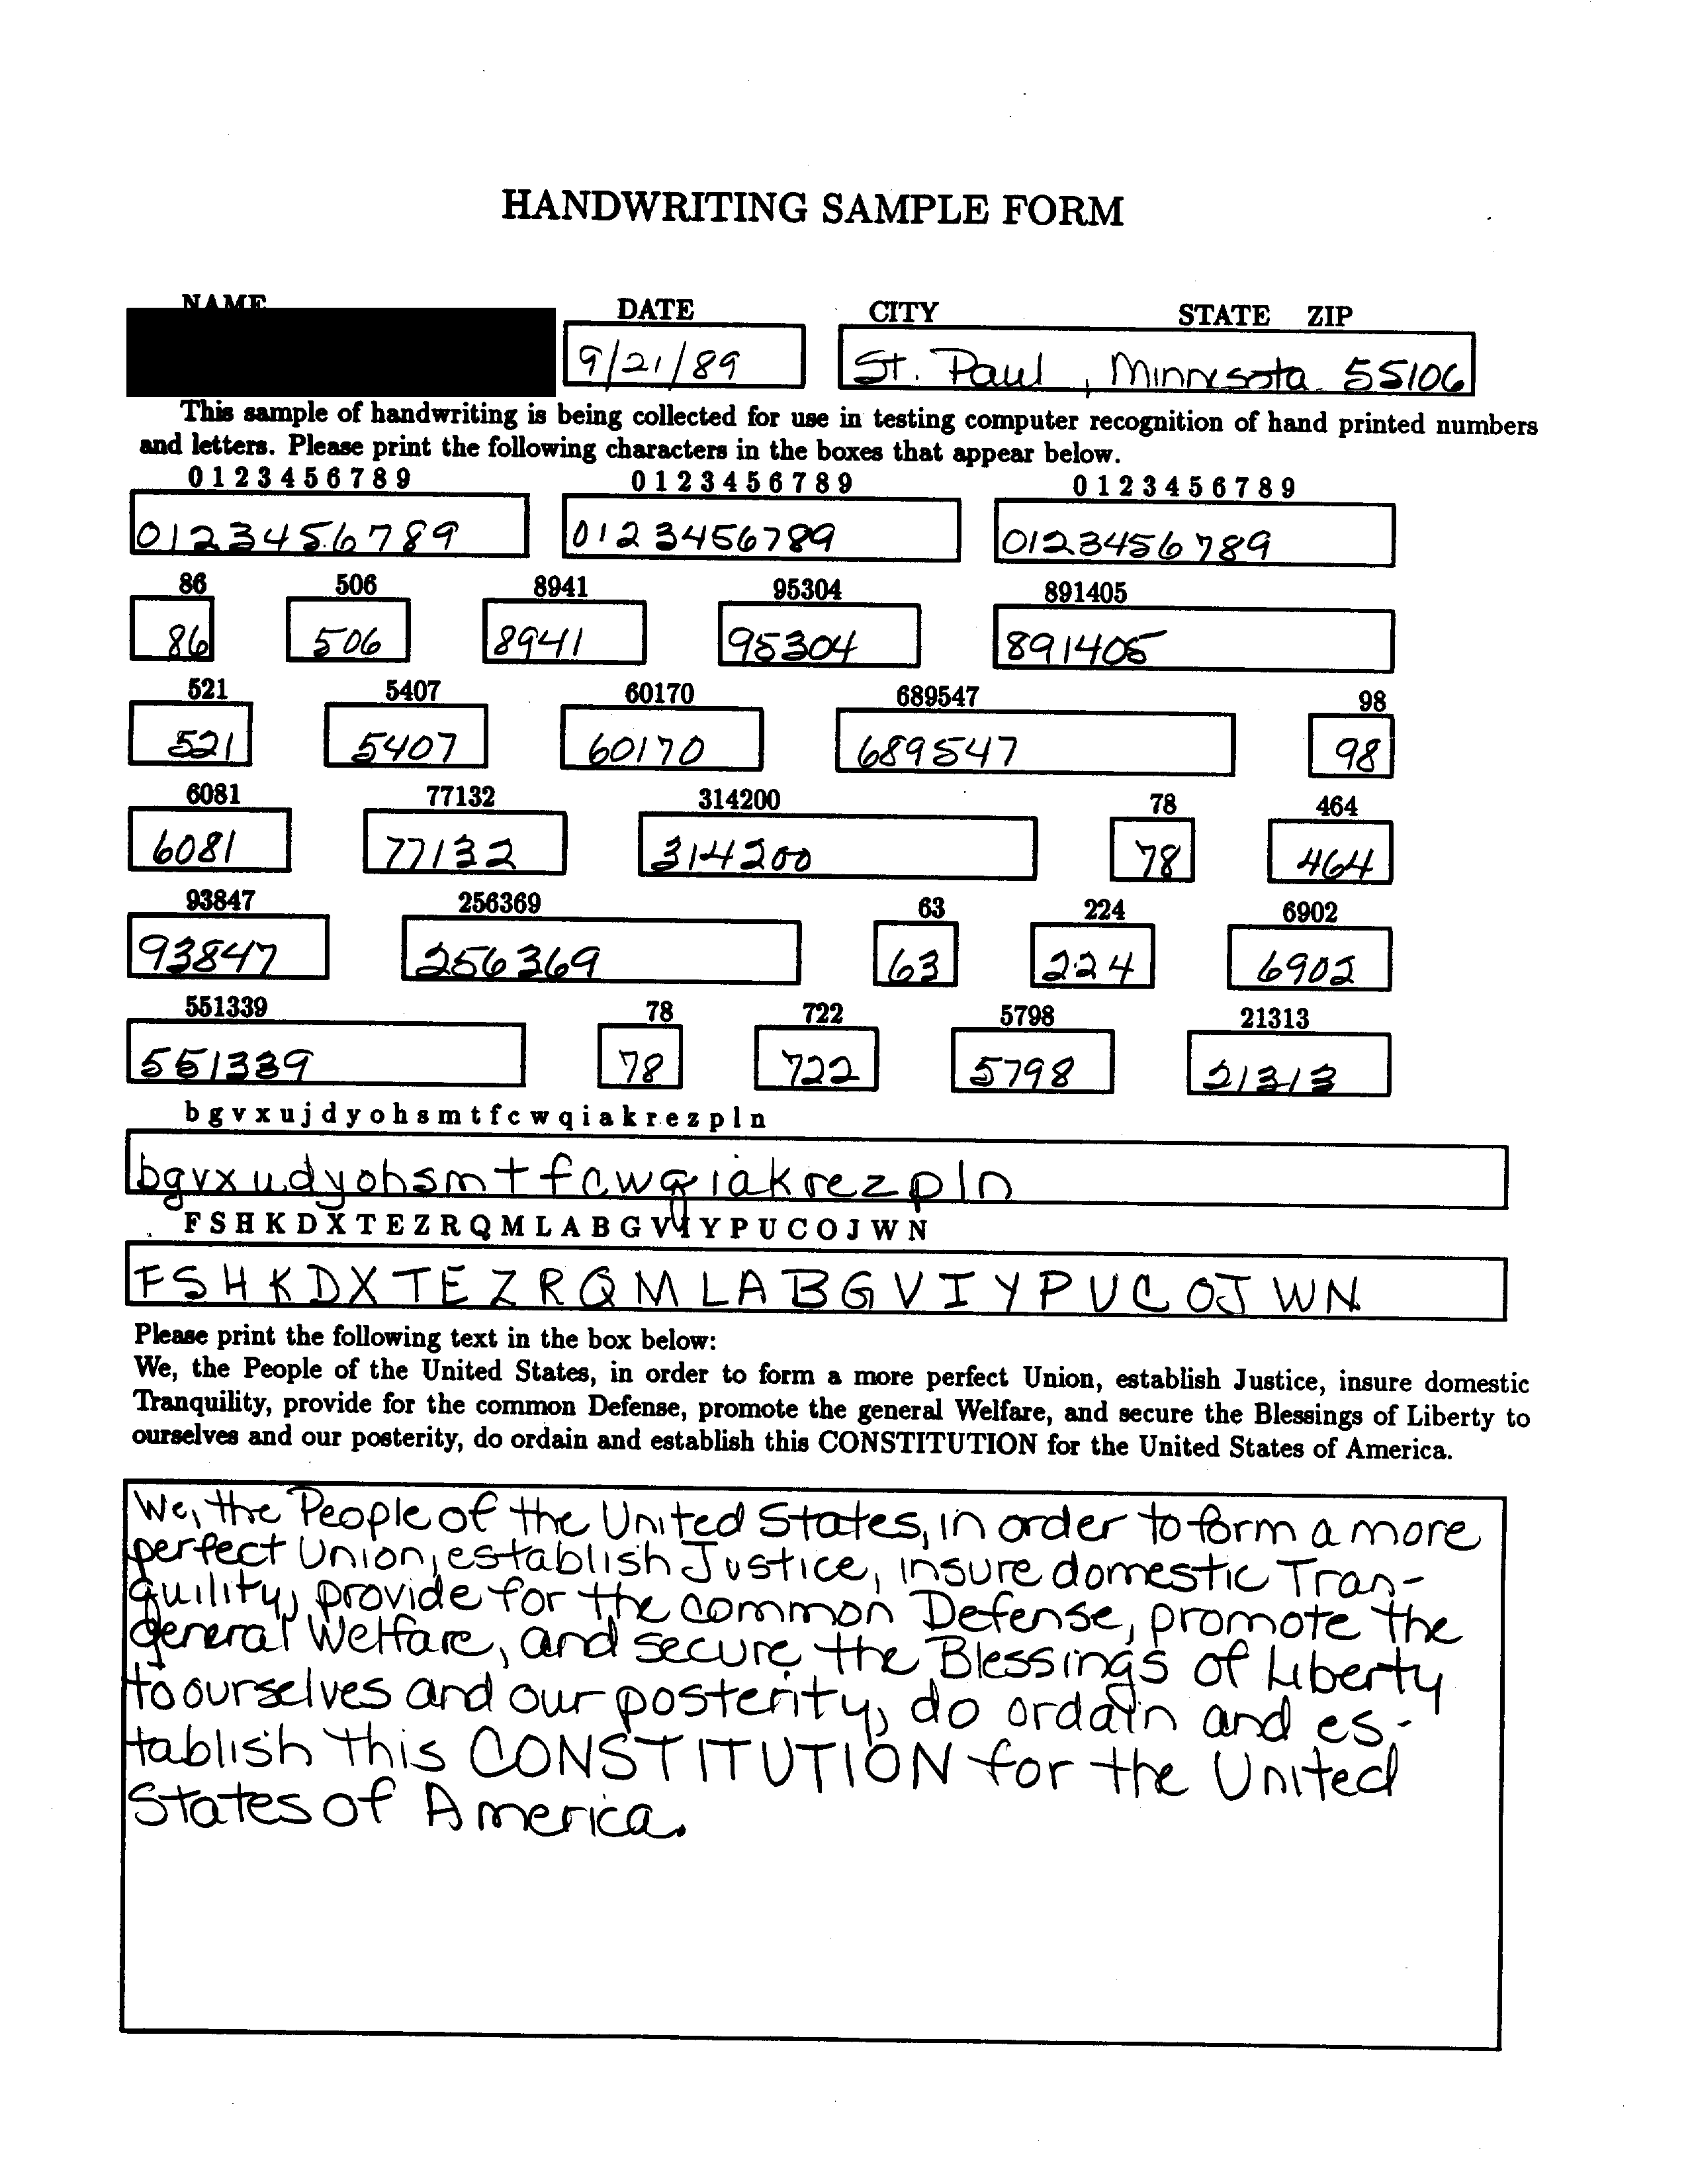 HANDWRITING SAMPLE FORM
NAME DATE CITY STATE ZIP
9/21/89 St. Paul, Minnesota 55106
This sample of handwriting is being collected for use in testing computer recognition of hand printed numbers
and letters. Please print the following characters in the boxes that appear below.
0 1 2 3 4 5 6 7 8 9 0 1 2 3 4 5 6 7 8 9 0 1 2 3 4 5 6 7 8 9
0123456789 0123456789 0123456789
86 506 8941 95304 891405
86 506 8941 95304 891405
521 5407 60170 689547 98
521 5407 60170 689547 98
6081 77132 314200 78 464
6081 77132 314200 78 464
93847 256369 63 224 6902
93847 256369 63 224 6902
551339 78 722 5798 21313
551339 78 722 5798 21313
b g v x u j d y o h s m t f c w q i a k r e z p l n
bgvxudyohsmtfcwqiakrezpln
F S H K D X T E Z R Q M L A B G V I Y P U C O J W N
FSHKDXTEZRQMLABGVIYPUCOJWN
Please print the following text in the box below:
We, the People of the United States, in order to form a more perfect Union, establish Justice, insure domestic
Tranquility, provide for the common Defense, promote the general Welfare, and secure the Blessings of Liberty to
ourselves and our posterity, do ordain and establish this CONSTITUTION for the United States of America.
We, the People of the United States, in order to form a more
perfect Union, establish Justice, insure domestic Tran-
quility, provide for the common Defense, promote the
general Welfare, and secure the Blessings of Liberty
to ourselves and our posterity, do ordain and es-
tablish this CONSTITUTION for the United
States of America.